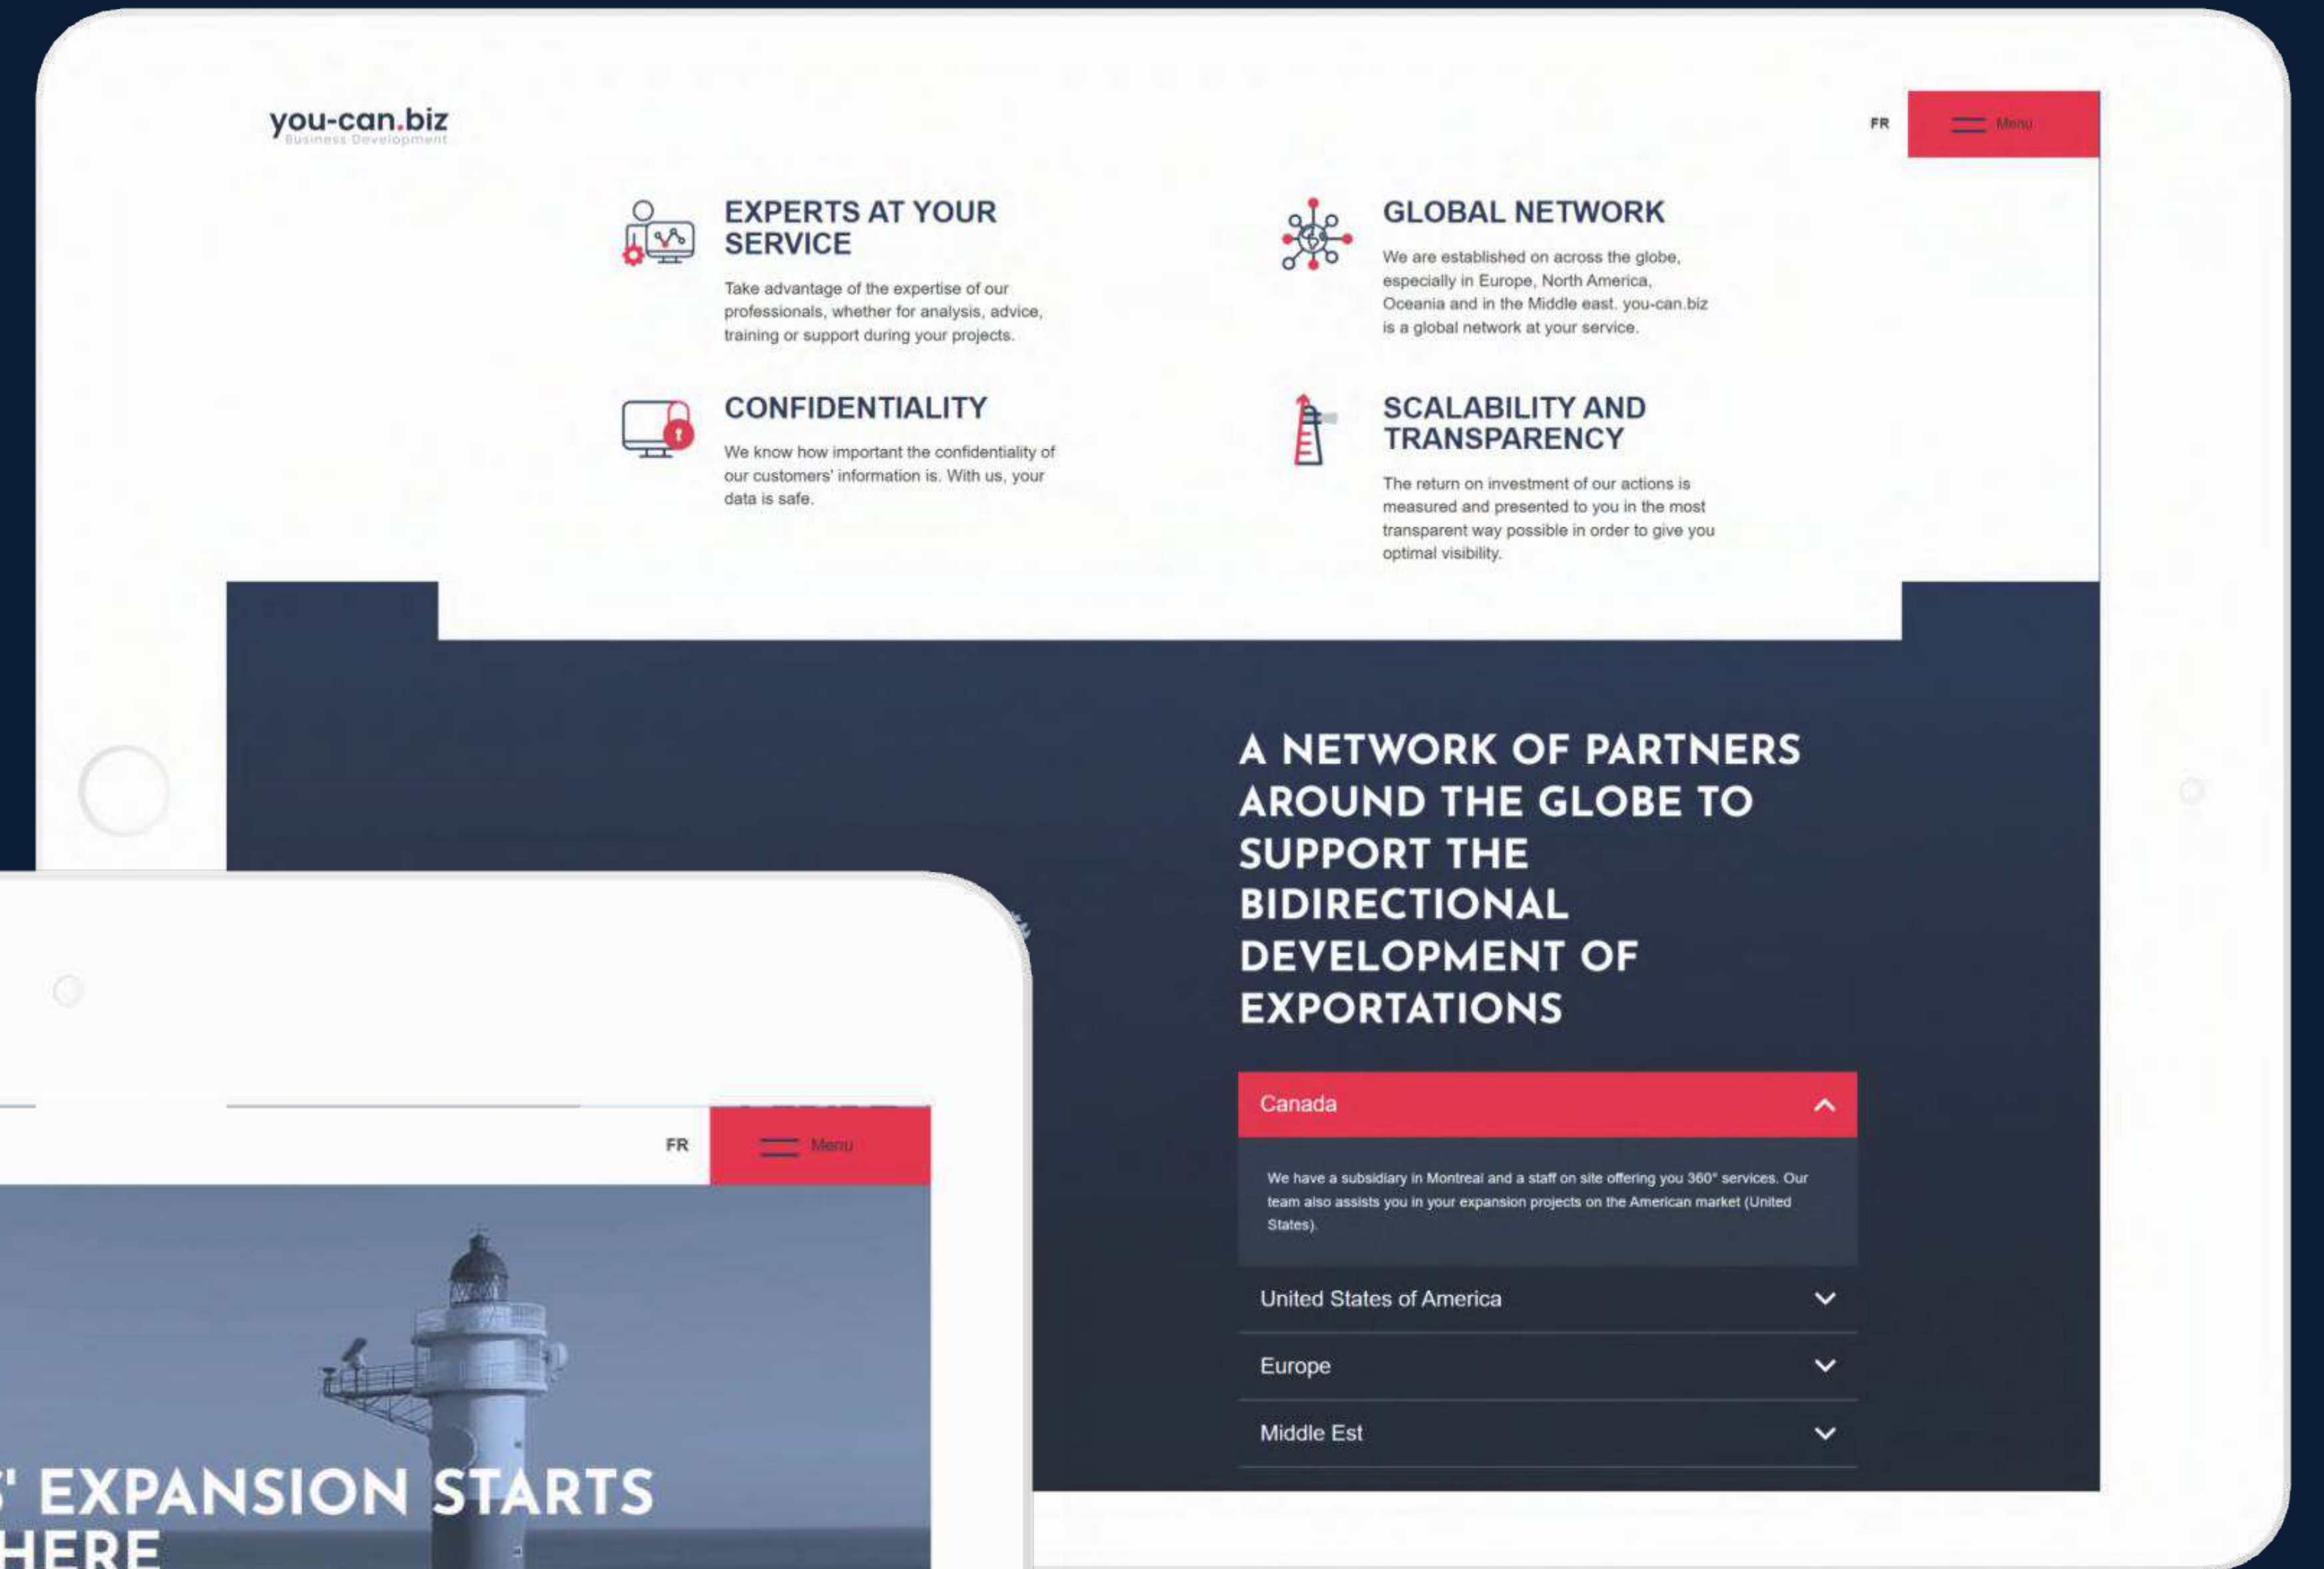 you-can.biz
Business Development
FR
Menu
EXPERTS AT YOUR
SERVICE
Take advantage of the expertise of our
professionals, whether for analysis, advice,
training or support during your projects.
GLOBAL NETWORK
We are established on across the globe,
especially in Europe, North America,
Oceania and in the Middle east. you-can.biz
is a global network at your service.
CONFIDENTIALITY
We know how important the confidentiality of
our customers' information is. With us, your
data is safe.
SCALABILITY AND
TRANSPARENCY
The return on investment of our actions is
measured and presented to you in the most
transparent way possible in order to give you
optimal visibility.
A NETWORK OF PARTNERS
AROUND THE GLOBE TO
SUPPORT THE
BIDIRECTIONAL
DEVELOPMENT OF
EXPORTATIONS
Canada
We have a subsidiary in Montreal and a staff on site offering you 360° services. Our
team also assists you in your expansion projects on the American market (United
States).
United States of America
Europe
Middle Est
FR
Menu
' EXPANSION STARTS
HERE